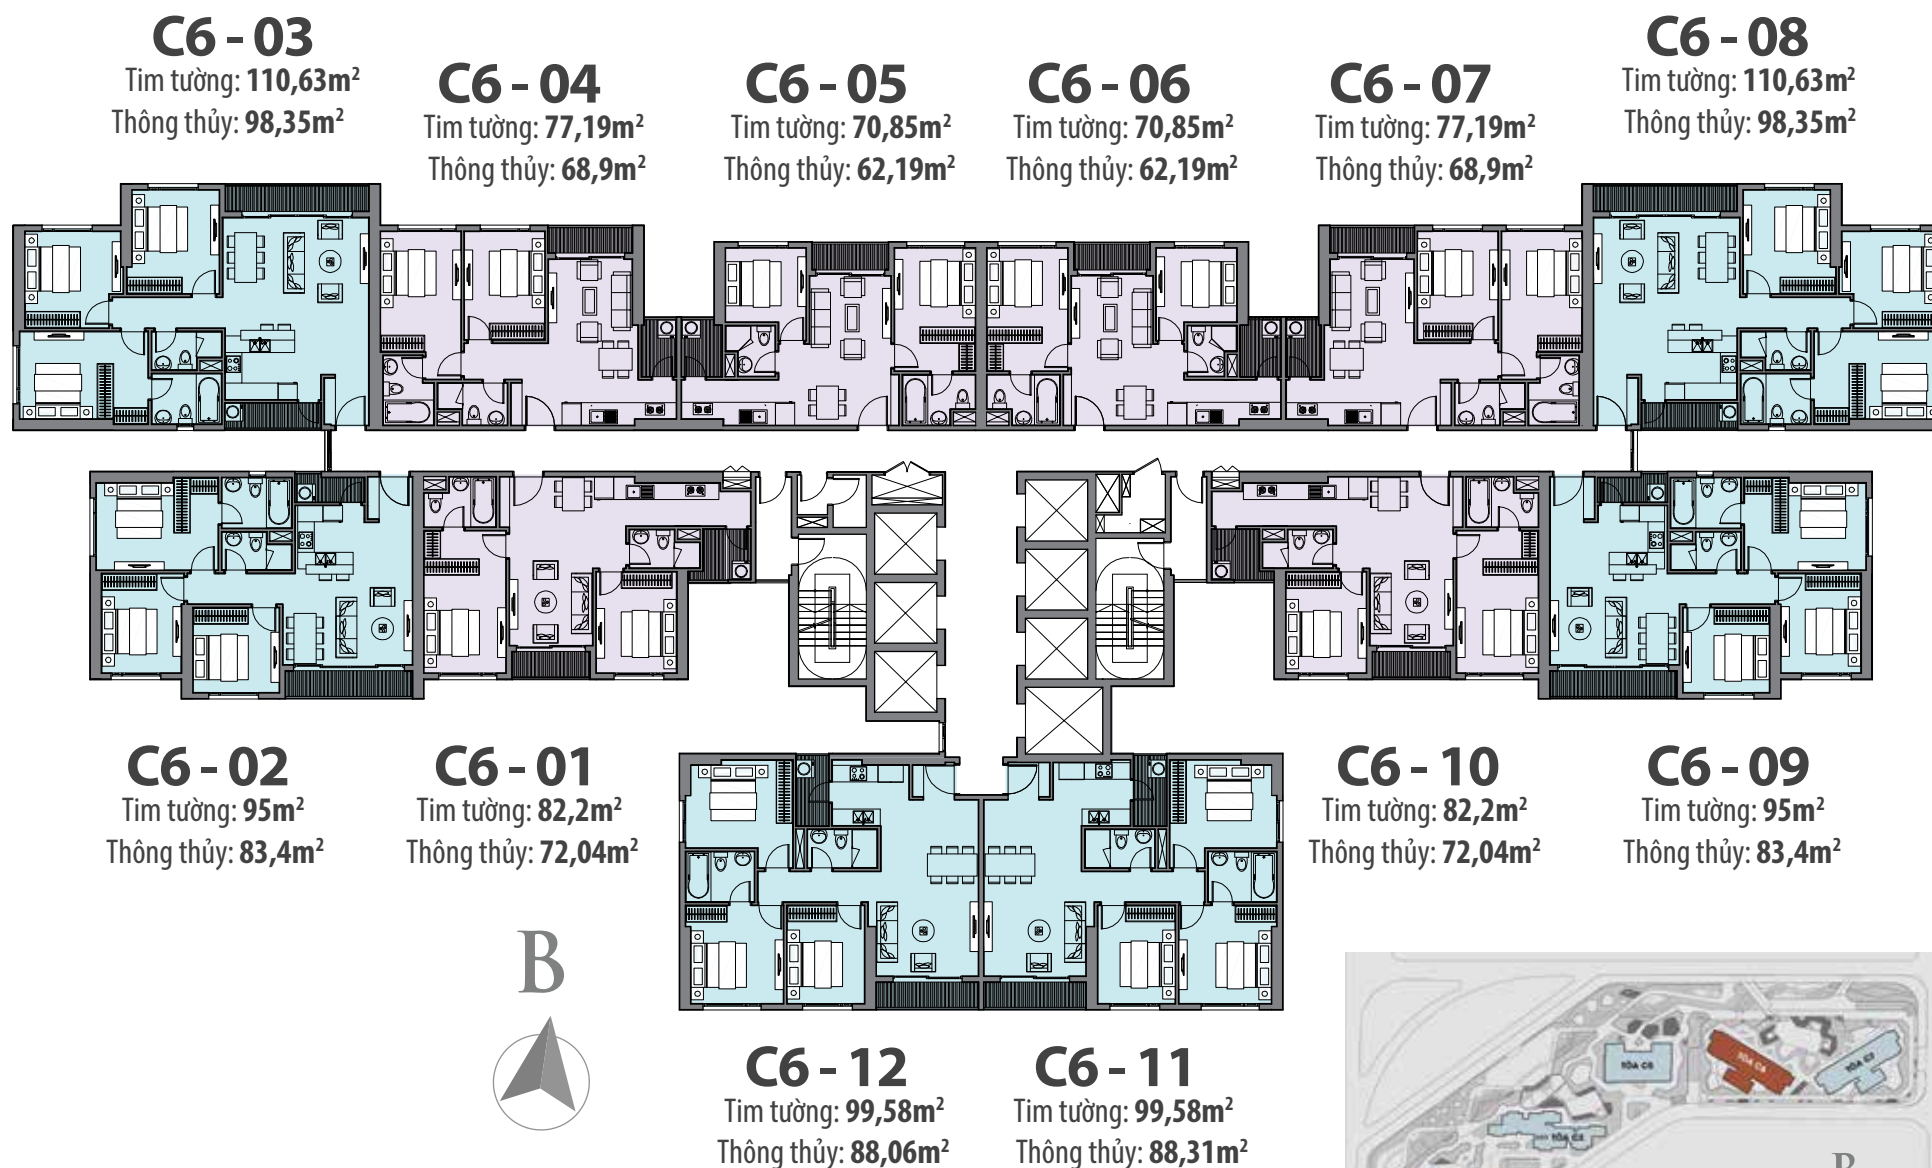 C6 - 03
Tim tường: 110,63m²
Thông thủy: 98,35m²
C6 - 04
Tim tường: 77,19m²
Thông thủy: 68,9m²
C6 - 05
Tim tường: 70,85m²
Thông thủy: 62,19m²
C6 - 06
Tim tường: 70,85m²
Thông thủy: 62,19m²
C6 - 07
Tim tường: 77,19m²
Thông thủy: 68,9m²
C6 - 08
Tim tường: 110,63m²
Thông thủy: 98,35m²
C6 - 02
Tim tường: 95m²
Thông thủy: 83,4m²
C6 - 01
Tim tường: 82,2m²
Thông thủy: 72,04m²
C6 - 10
Tim tường: 82,2m²
Thông thủy: 72,04m²
C6 - 09
Tim tường: 95m²
Thông thủy: 83,4m²
B
C6 - 12
Tim tường: 99,58m²
Thông thủy: 88,06m²
C6 - 11
Tim tường: 99,58m²
Thông thủy: 88,31m²
TÒA
TÒA
TÒA
TÒA
B